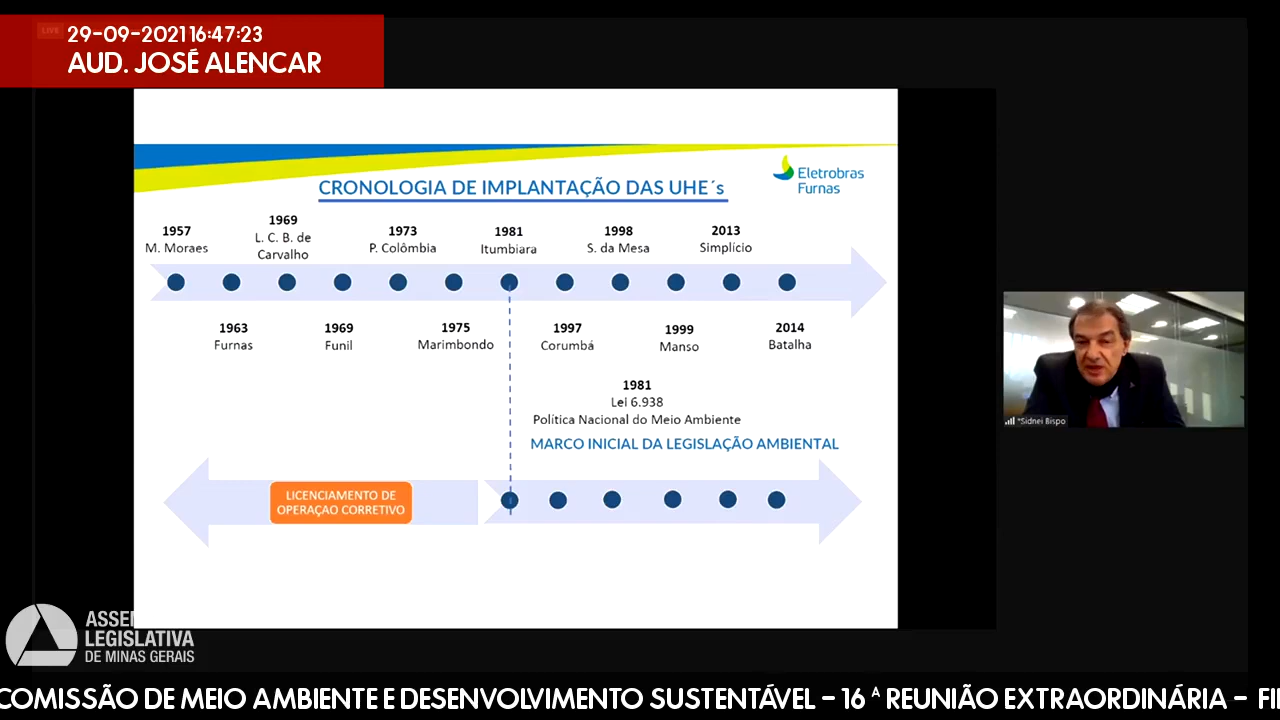 LIVE
29-09-2021 16:47:23
AUD. JOSÉ ALENCAR
CRONOLOGIA DE IMPLANTAÇÃO DAS UHE´s
Eletrobras
Furnas
1957
M. Moraes
1969
L. C. B. de
Carvalho
1973
P. Colômbia
1981
Itumbiara
1998
S. da Mesa
2013
Simplício
1963
Furnas
1969
Funil
1975
Marimbondo
1997
Corumbá
1999
Manso
2014
Batalha
1981
Lei 6.938
Política Nacional do Meio Ambiente
MARCO INICIAL DA LEGISLAÇÃO AMBIENTAL
LICENCIAMENTO DE
OPERAÇAO CORRETIVO
*Sidnei Bispo
ASSE
LEGISLATIVA
DE MINAS GERAIS
COMISSÃO DE MEIO AMBIENTE E DESENVOLVIMENTO SUSTENTÁVEL - 16 ª REUNIÃO EXTRAORDINÁRIA -